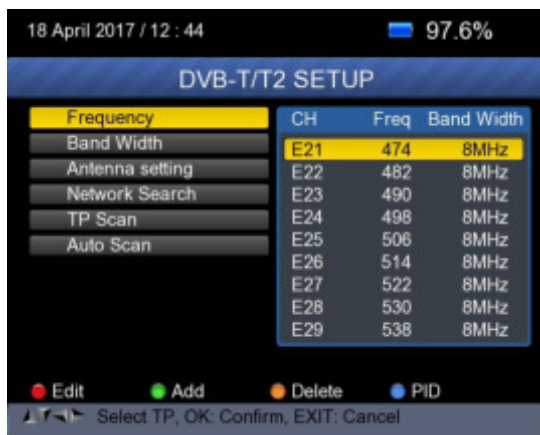 18 April 2017 / 12 : 44 97.6%
DVB-T/T2 SETUP
Frequency
Band Width
Antenna setting
Network Search
TP Scan
Auto Scan
CH Freq Band Width
E21 474 8MHz
E22 482 8MHz
E23 490 8MHz
E24 498 8MHz
E25 506 8MHz
E26 514 8MHz
E27 522 8MHz
E28 530 8MHz
E29 538 8MHz
Edit Add Delete PID
Select TP, OK: Confirm, EXIT: Cancel